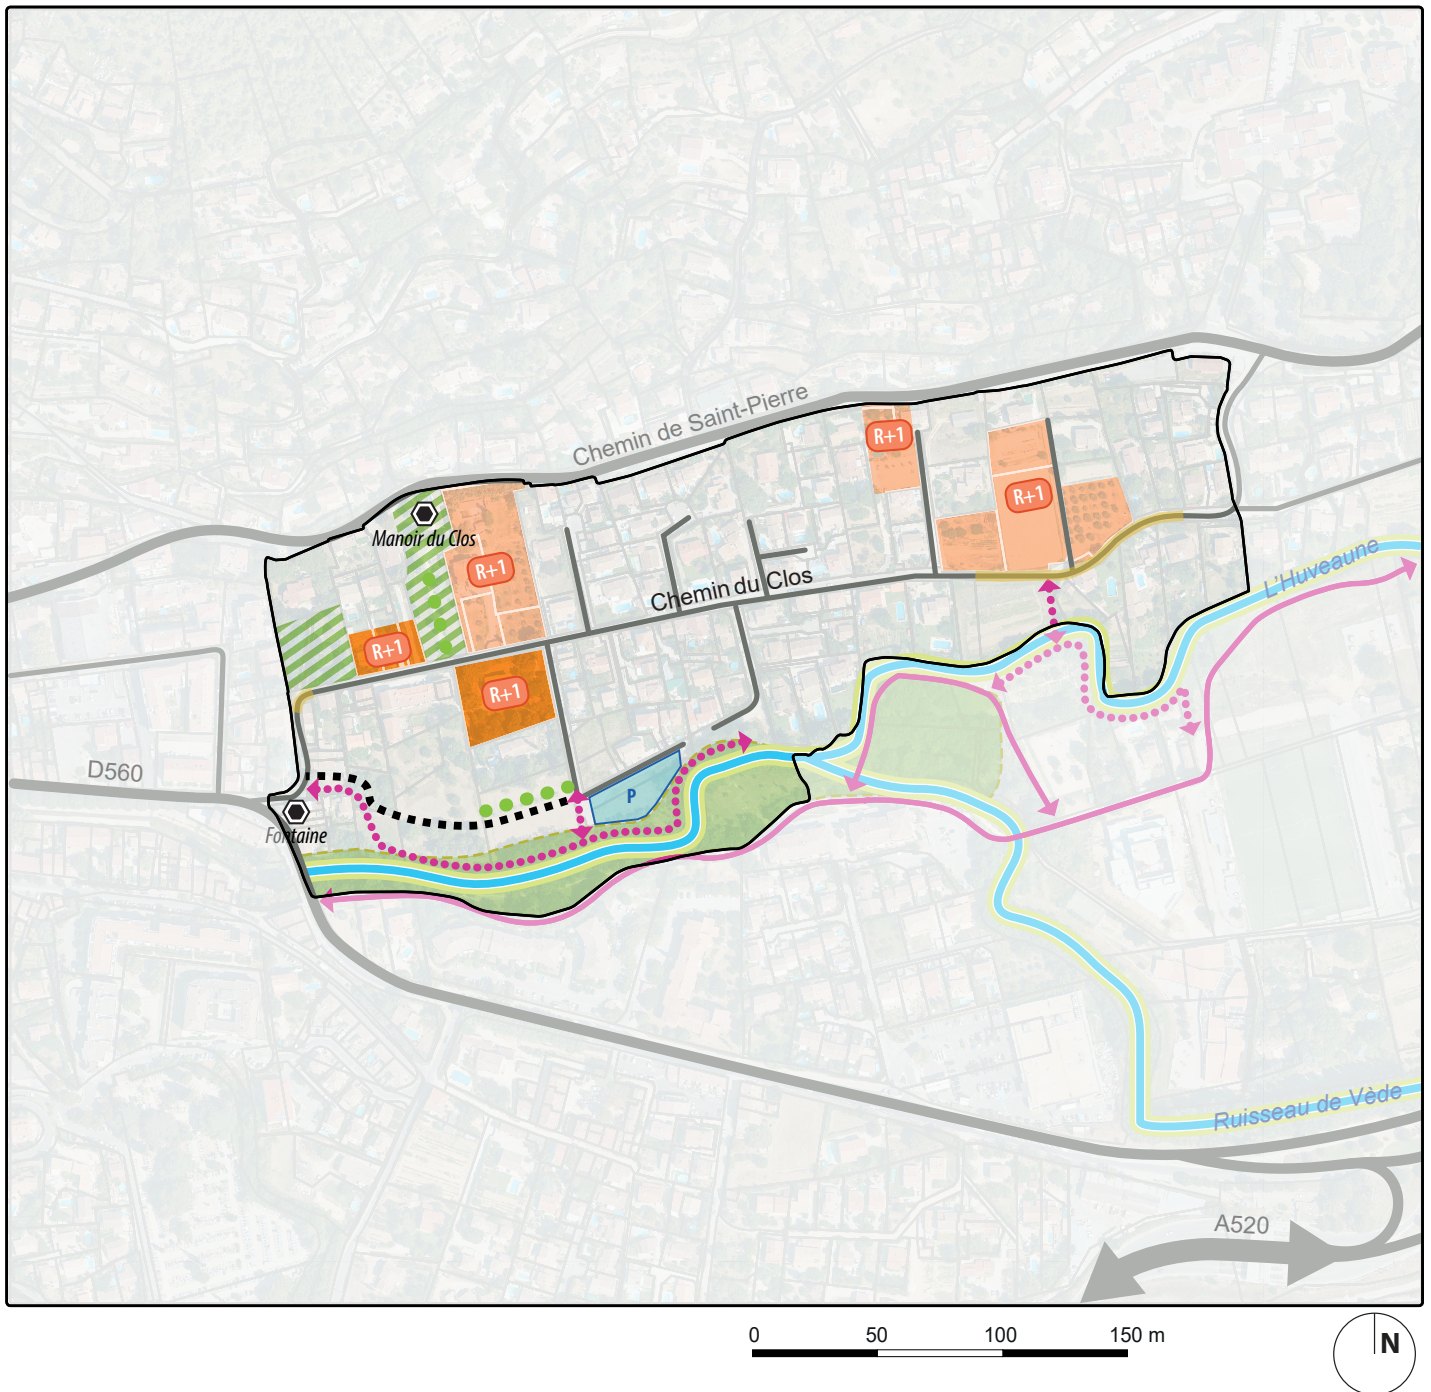 Chemin de Saint-Pierre
R+1
R+1
Manoir du Clos
R+1
L'Huveaune
Chemin du Clos
R+1
R+1
D560
P
Fontaine
Ruisseau de Vède
A520
0 50 100 150 m
N